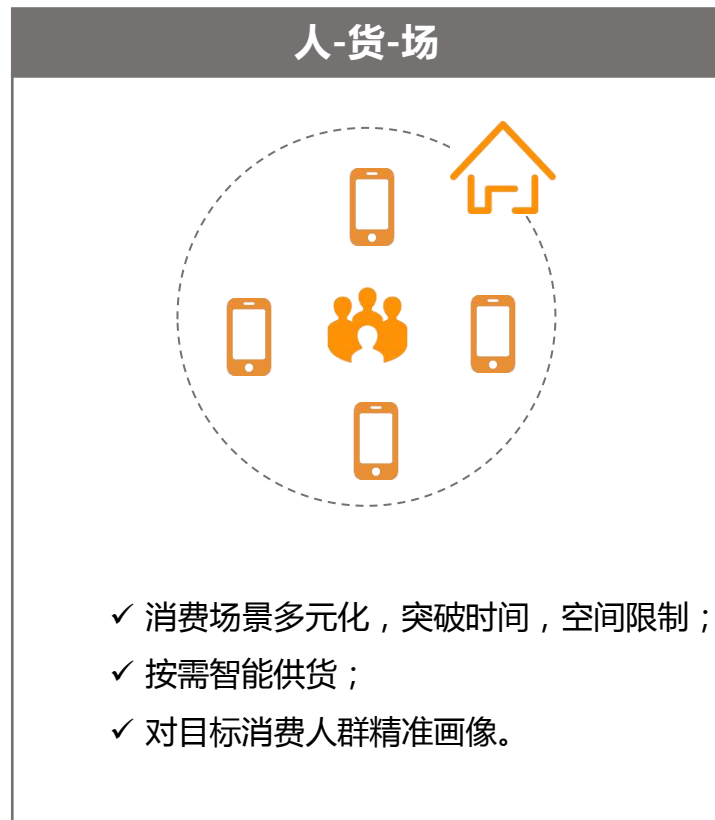 人-货-场
✓ 消费场景多元化，突破时间，空间限制；
✓ 按需智能供货；
✓ 对目标消费人群精准画像。